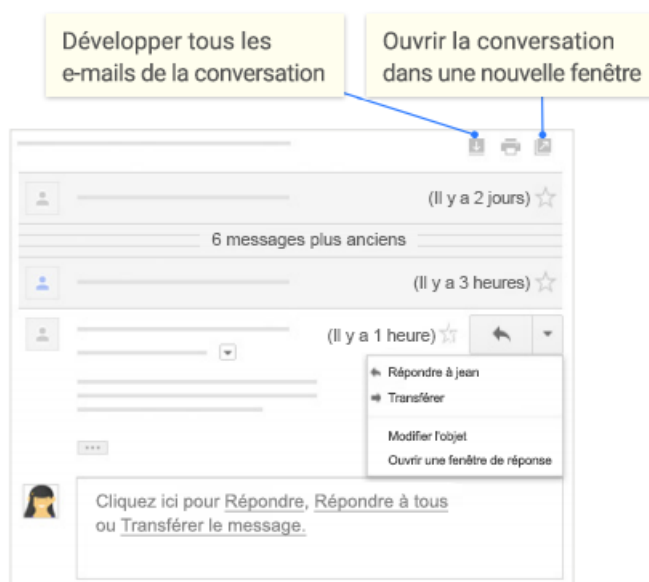 Développer tous les
e-mails de la conversation
Ouvrir la conversation
dans une nouvelle fenêtre
(Il y a 2 jours)
6 messages plus anciens
(Il y a 3 heures)
(Il y a 1 heure)
Répondre à jean
Transférer
Modifier l'objet
Ouvrir une fenêtre de réponse
Cliquez ici pour Répondre, Répondre à tous
ou Transférer le message.